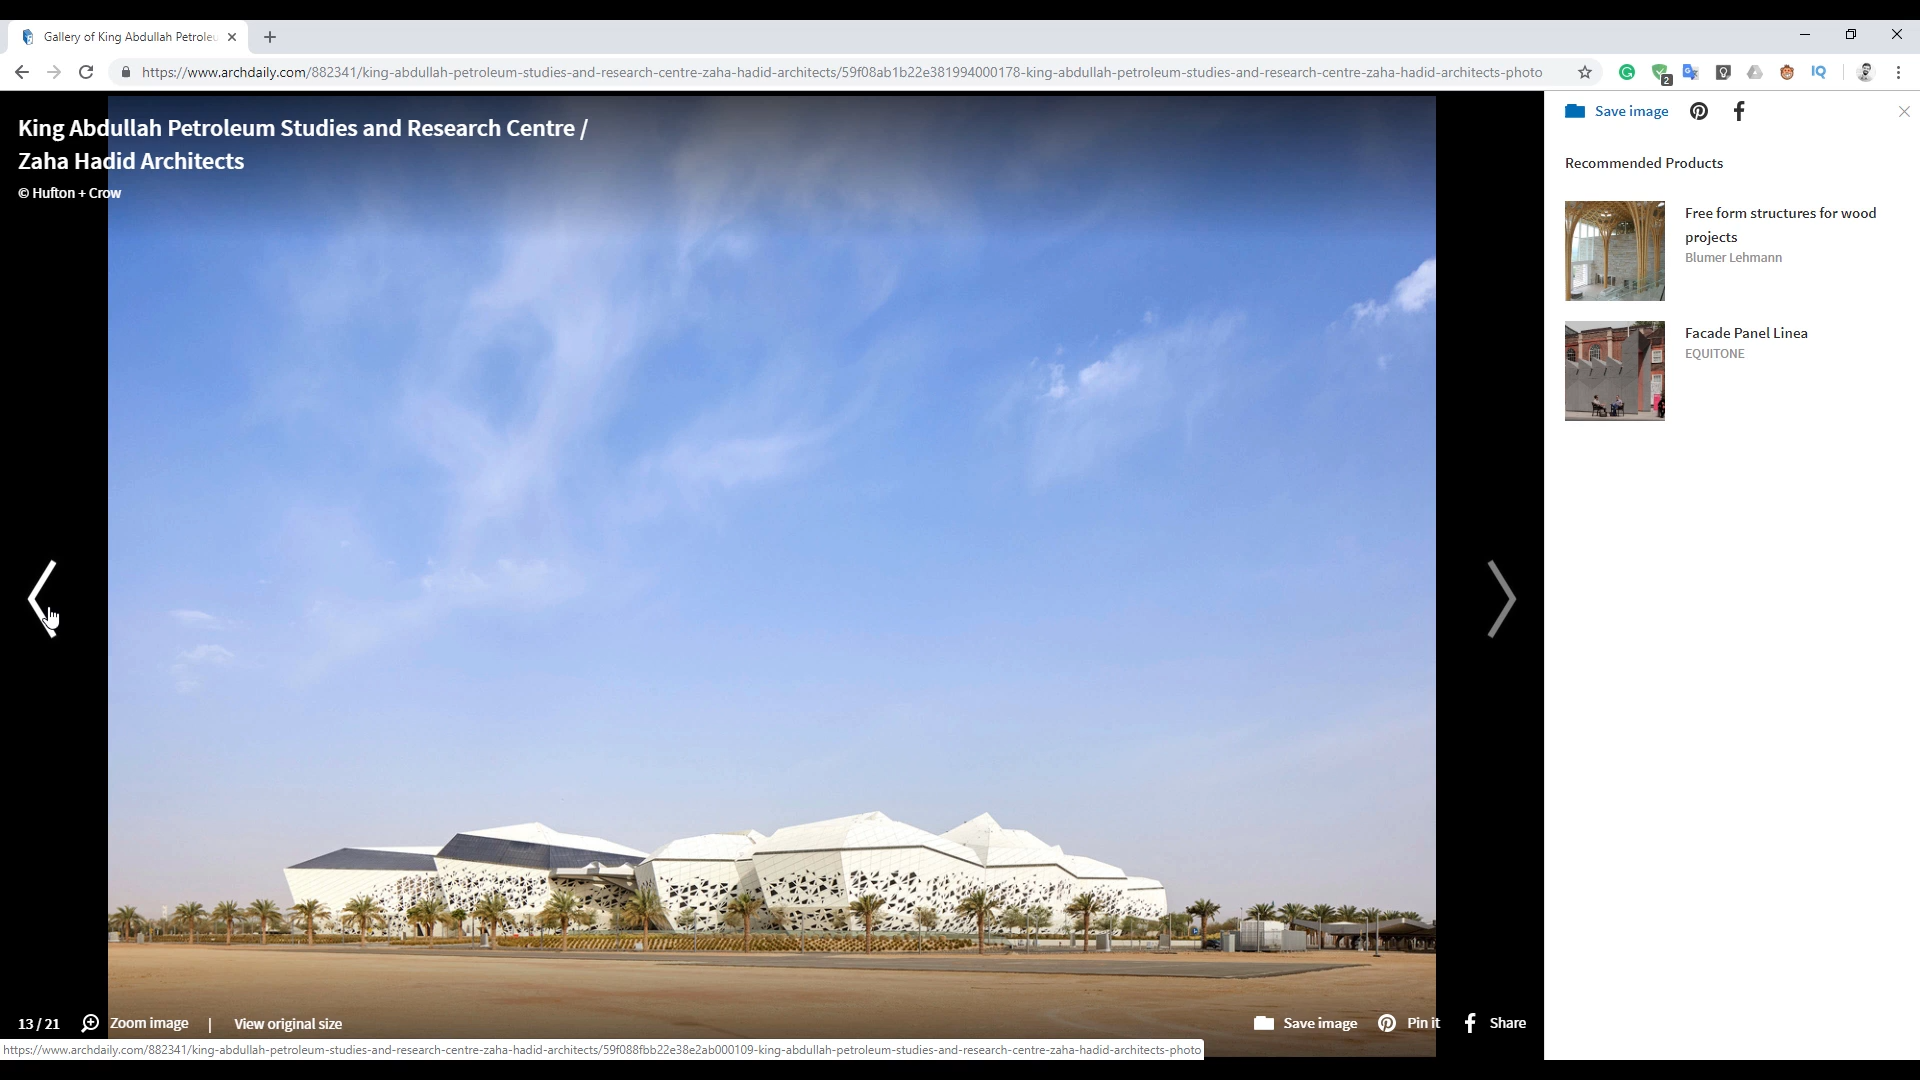 Gallery of King Abdullah Petroleu
https://www.archdaily.com/882341/king-abdullah-petroleum-studies-and-research-centre-zaha-hadid-architects/59f08ab1b22e381994000178-king-abdullah-petroleum-studies-and-research-centre-zaha-hadid-architects-photo
2
IQ
King Abdullah Petroleum Studies and Research Centre /
Zaha Hadid Architects
© Hufton + Crow
Save image
Recommended Products
Free form structures for wood
projects
Blumer Lehmann
Facade Panel Linea
EQUITONE
13 / 21 Zoom image | View original size Save image Pin it Share
https://www.archdaily.com/882341/king-abdullah-petroleum-studies-and-research-centre-zaha-hadid-architects/59f088fbb22e38e2ab000109-king-abdullah-petroleum-studies-and-research-centre-zaha-hadid-architects-photo